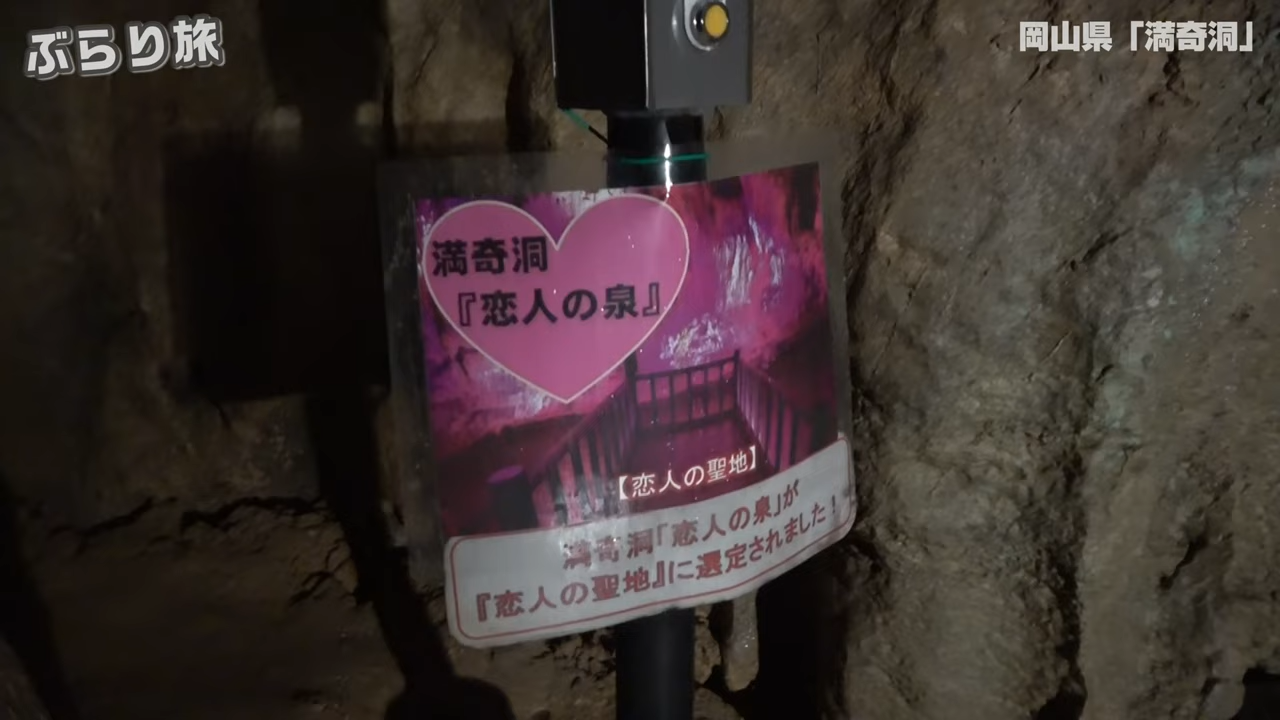 ぶらり旅
岡山県「満奇洞」
満奇洞
『恋人の泉』
【恋人の聖地】
満奇洞「恋人の泉」が
『恋人の聖地』に選定されました!